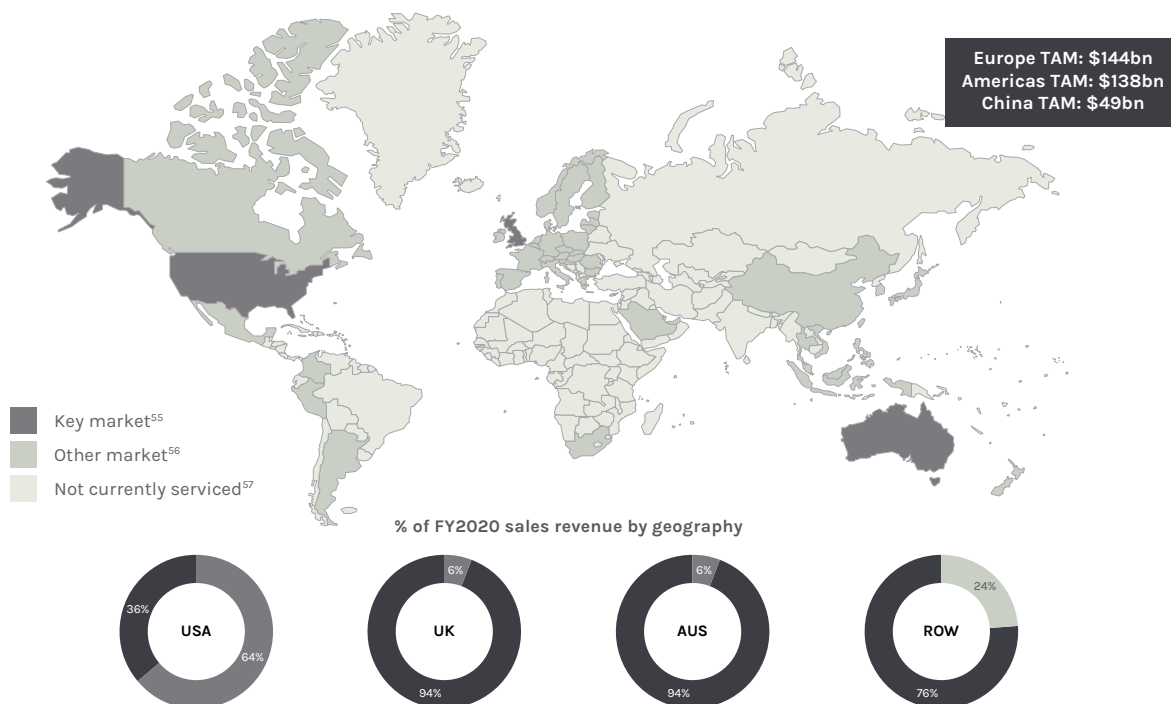 Europe TAM: $144bn
Americas TAM: $138bn
China TAM: $49bn
Key market55
Other market56
Not currently serviced57
% of FY2020 sales revenue by geography
36%
USA
64%
6%
UK
94%
6%
AUS
94%
24%
ROW
76%